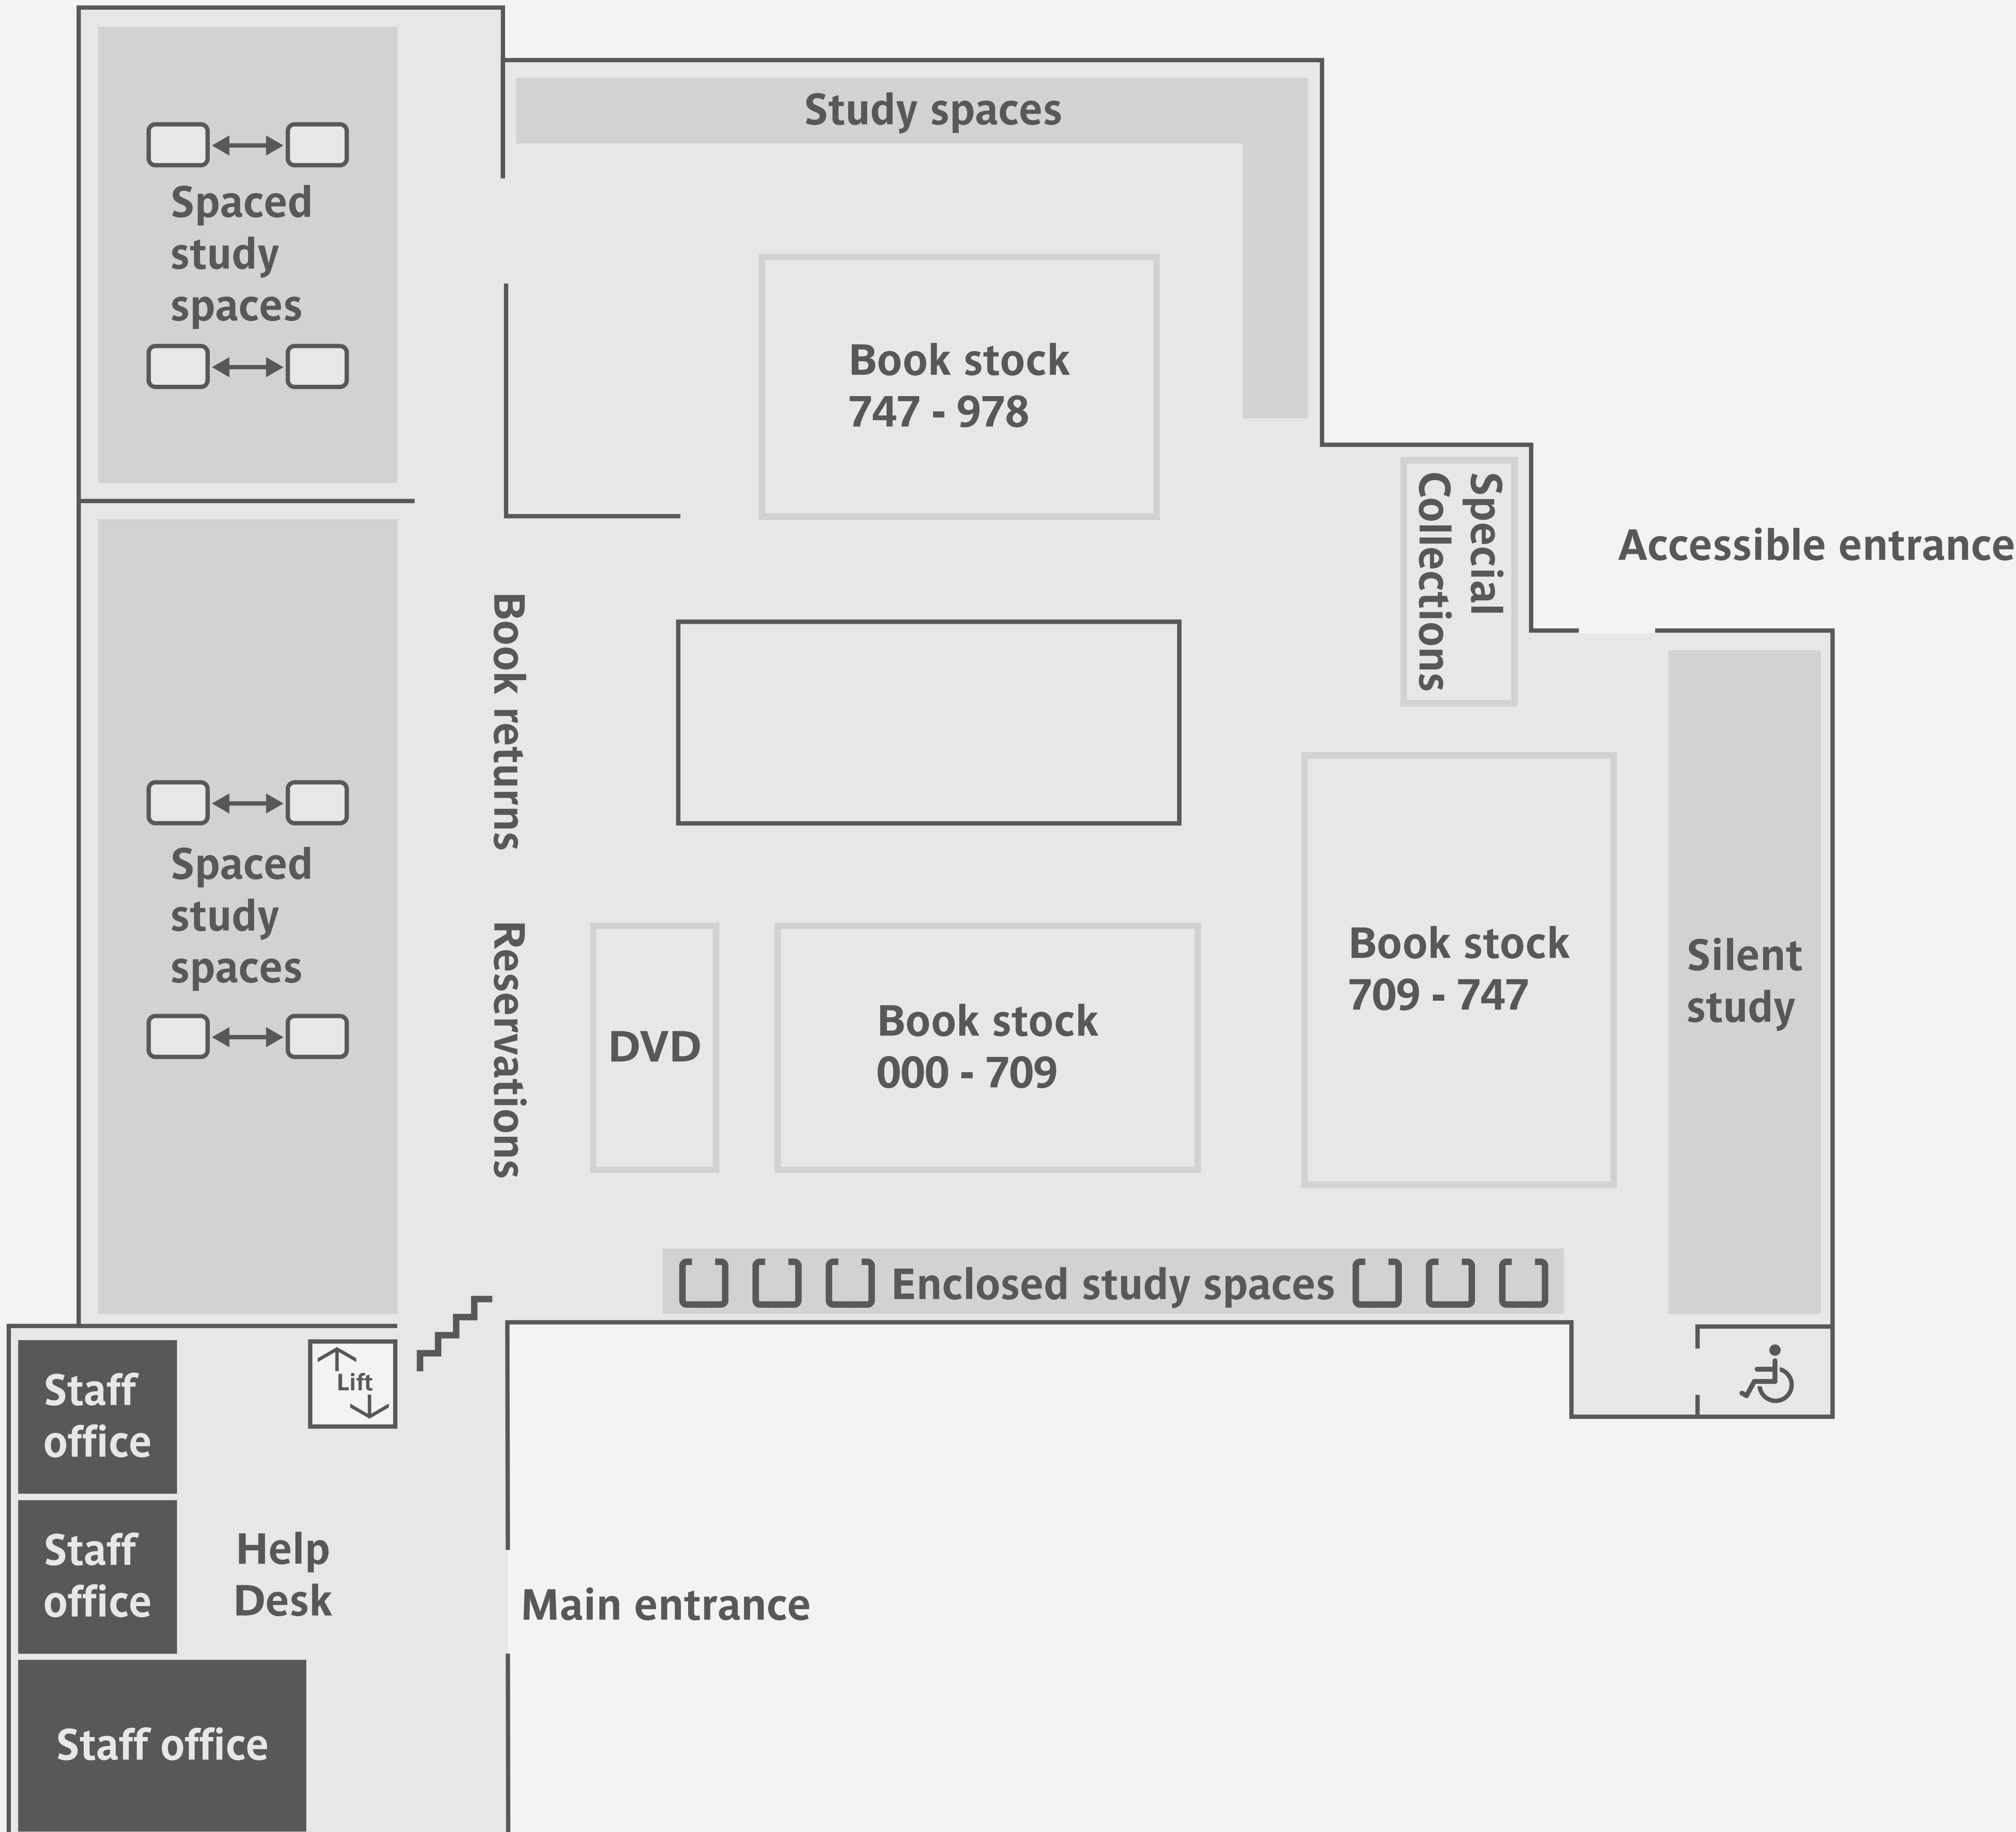 Study spaces
Spaced
study
spaces
Book stock
747 - 978
Special
Collections
Accessible entrance
Book returns
Spaced
study
spaces
Reservations
DVD
Book stock
000 - 709
Book stock
709 - 747
Silent
study
Enclosed study spaces
Staff
office
Lift
Staff
office
Help
Desk
Main entrance
Staff office